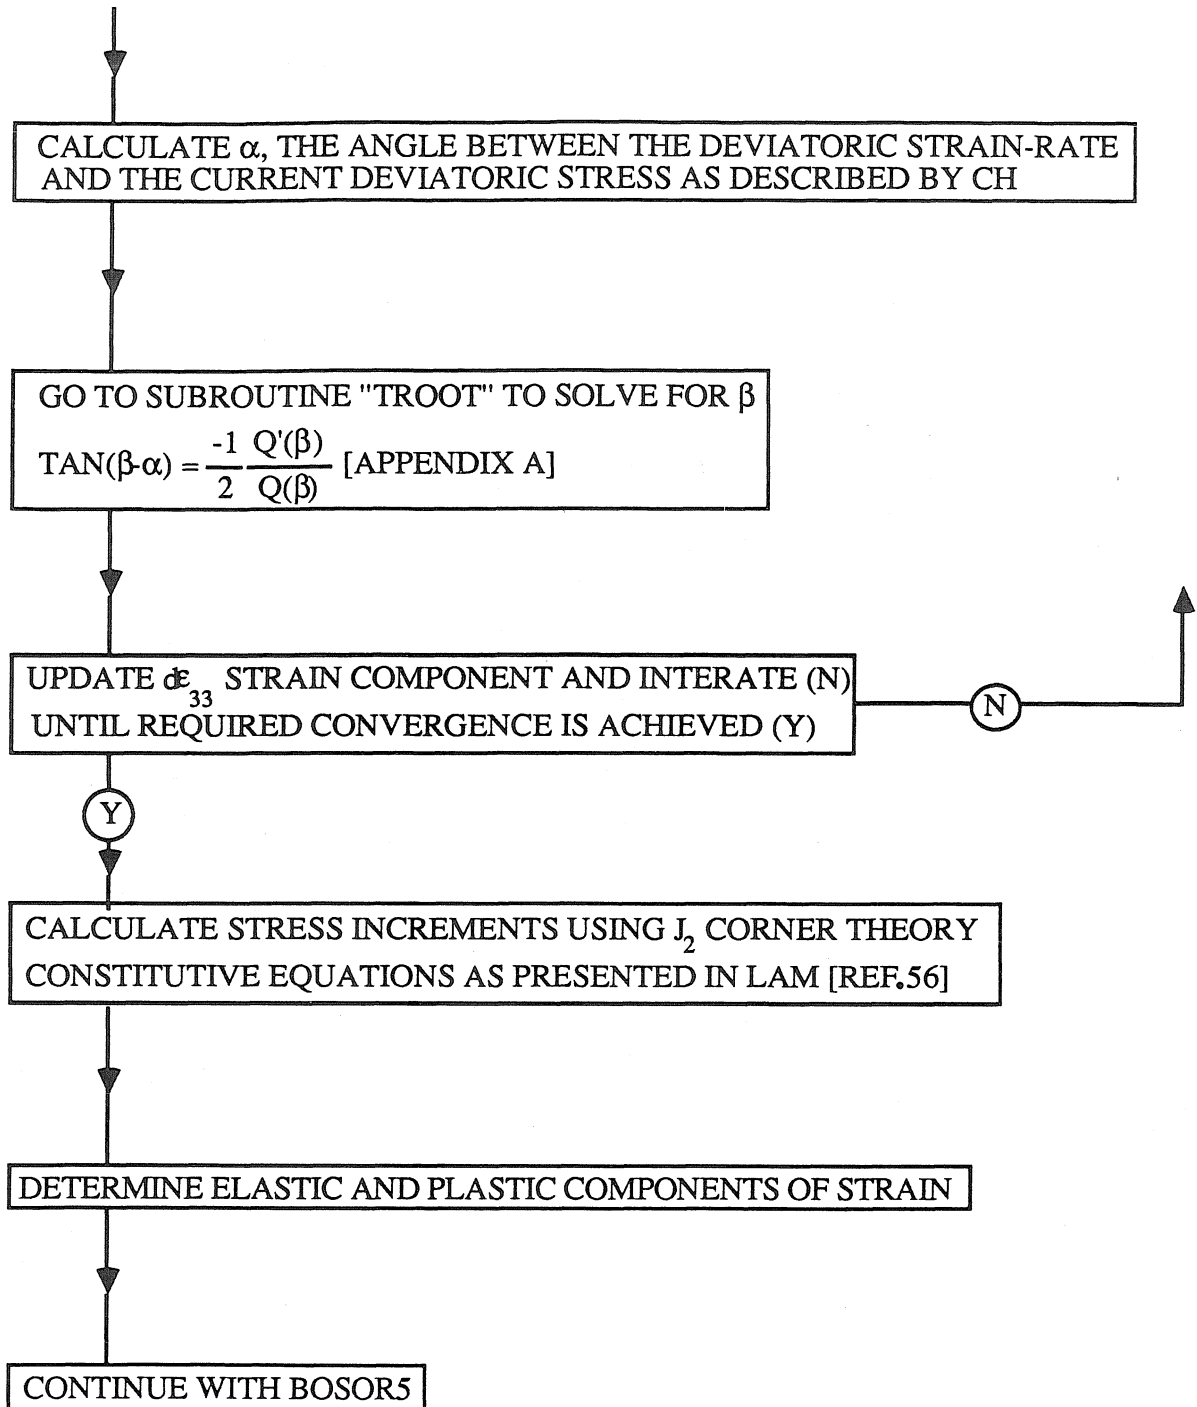 CALCULATE α, THE ANGLE BETWEEN THE DEVIATORIC STRAIN-RATE
AND THE CURRENT DEVIATORIC STRESS AS DESCRIBED BY CH
GO TO SUBROUTINE "TROOT" TO SOLVE FOR β
TAN(β-α) = -1/2 Q'(β)/Q(β) [APPENDIX A]
UPDATE dε₃₃ STRAIN COMPONENT AND INTERATE (N)
UNTIL REQUIRED CONVERGENCE IS ACHIEVED (Y)
N
Y
CALCULATE STRESS INCREMENTS USING J₂ CORNER THEORY
CONSTITUTIVE EQUATIONS AS PRESENTED IN LAM [REF.56]
DETERMINE ELASTIC AND PLASTIC COMPONENTS OF STRAIN
CONTINUE WITH BOSOR5